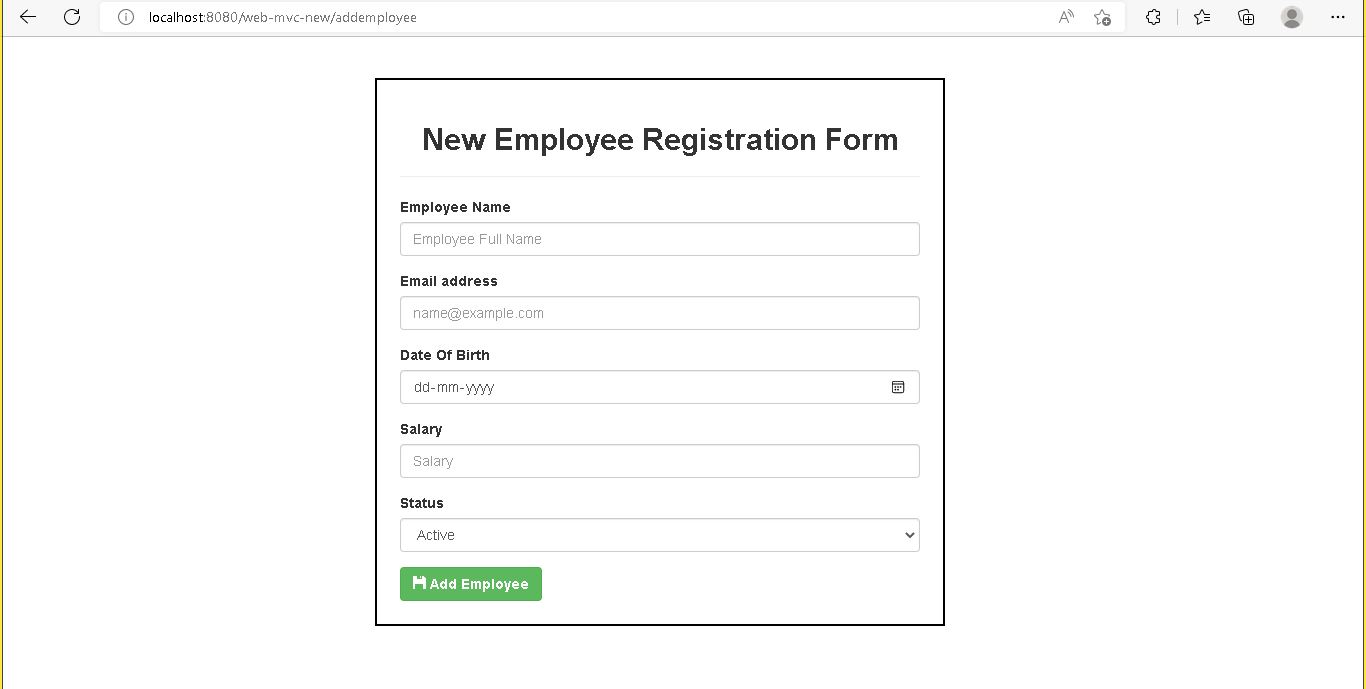 localhost:8080/web-mvc-new/addemployee
New Employee Registration Form
Employee Name
Employee Full Name
Email address
name@example.com
Date Of Birth
dd-mm-yyyy
Salary
Salary
Status
Active
Add Employee